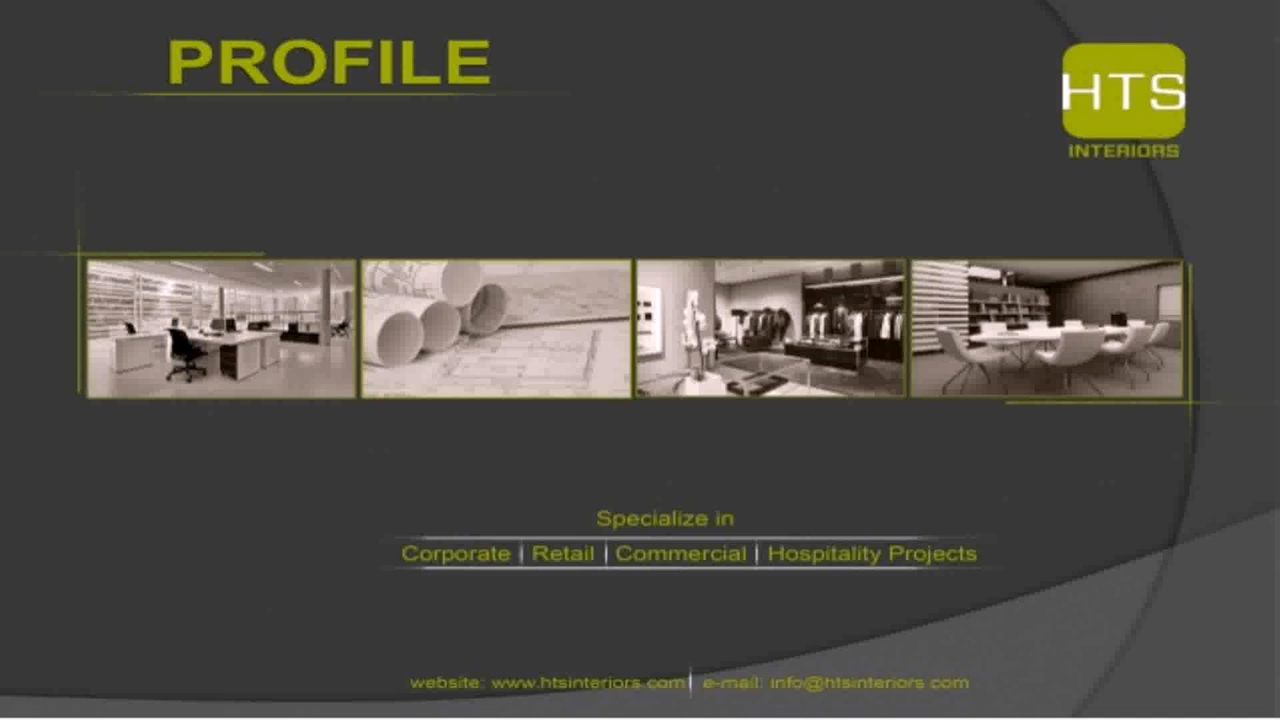 PROFILE
HTS
INTERIORS
Specialize in
Corporate | Retail | Commercial | Hospitality Projects
website: www.htsinteriors.com | e-mail: info@htsinteriors.com